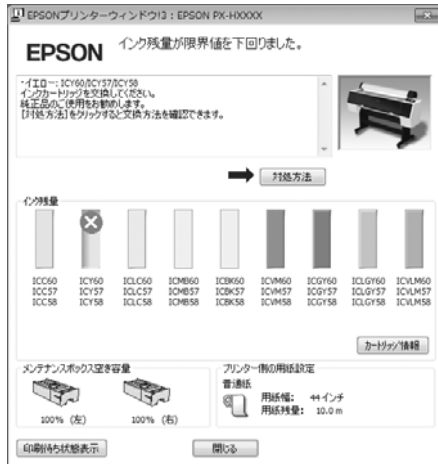 EPSONプリンターウィンドウ!3 : EPSON PX-HXXXX
EPSON
インク残量が限界値を下回りました。
・イエロー: ICY60/ICY57/ICY58
インクカートリッジを交換してください。
純正品のご使用をお勧めします。
[対処方法]をクリックすると交換方法を確認できます。
対処方法
インク残量
ICC60 ICY60 ICLC60 ICMB60 ICBK60 ICVM60 ICGY60 ICLGY60 ICVLM60
ICC57 ICY57 ICLC57 ICMB57 ICBK57 ICVM57 ICGY57 ICLGY57 ICVLM57
ICC58 ICY58 ICLC58 ICMB58 ICBK58 ICVM58 ICGY58 ICLGY58 ICVLM58
カートリッジ情報
メンテナンスボックス空き容量
100% (左) 100% (右)
プリンター側の用紙設定
普通紙
用紙幅: 44 インチ
用紙残量: 10.0 m
印刷待ち状態表示
閉じる